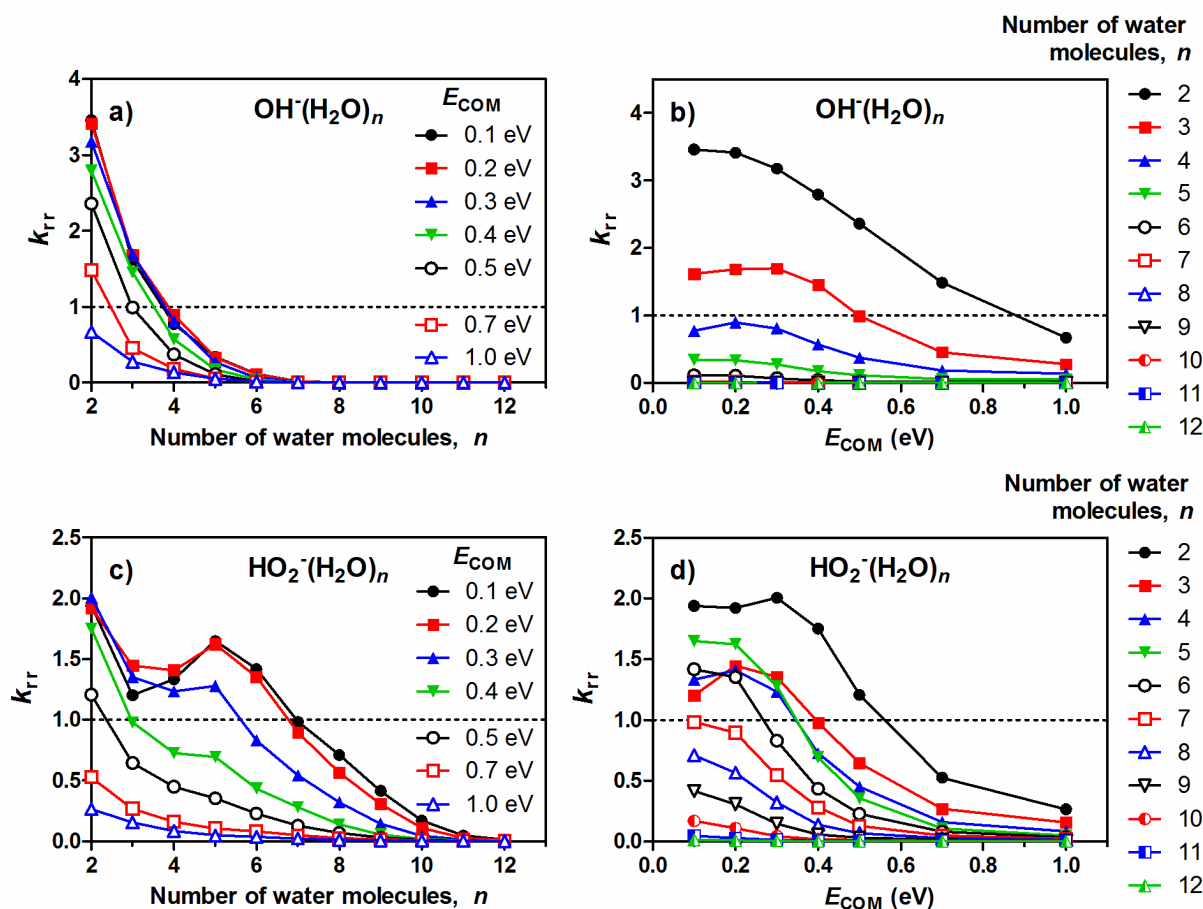 a) OH⁻(H₂O)ₙ
k_rr
4
3
2
1
0
E_COM
0.1 eV
0.2 eV
0.3 eV
0.4 eV
0.5 eV
0.7 eV
1.0 eV
2 4 6 8 10 12
Number of water molecules, n
b) OH⁻(H₂O)ₙ
k_rr
4
3
2
1
0
0.0 0.2 0.4 0.6 0.8 1.0
E_COM (eV)
Number of water
molecules, n
2
3
4
5
6
7
8
9
10
11
12
c) HO₂⁻(H₂O)ₙ
k_rr
2.5
2.0
1.5
1.0
0.5
0.0
E_COM
0.1 eV
0.2 eV
0.3 eV
0.4 eV
0.5 eV
0.7 eV
1.0 eV
2 4 6 8 10 12
Number of water molecules, n
d) HO₂⁻(H₂O)ₙ
k_rr
2.5
2.0
1.5
1.0
0.5
0.0
0.0 0.2 0.4 0.6 0.8 1.0
E_COM (eV)
Number of water
molecules, n
2
3
4
5
6
7
8
9
10
11
12